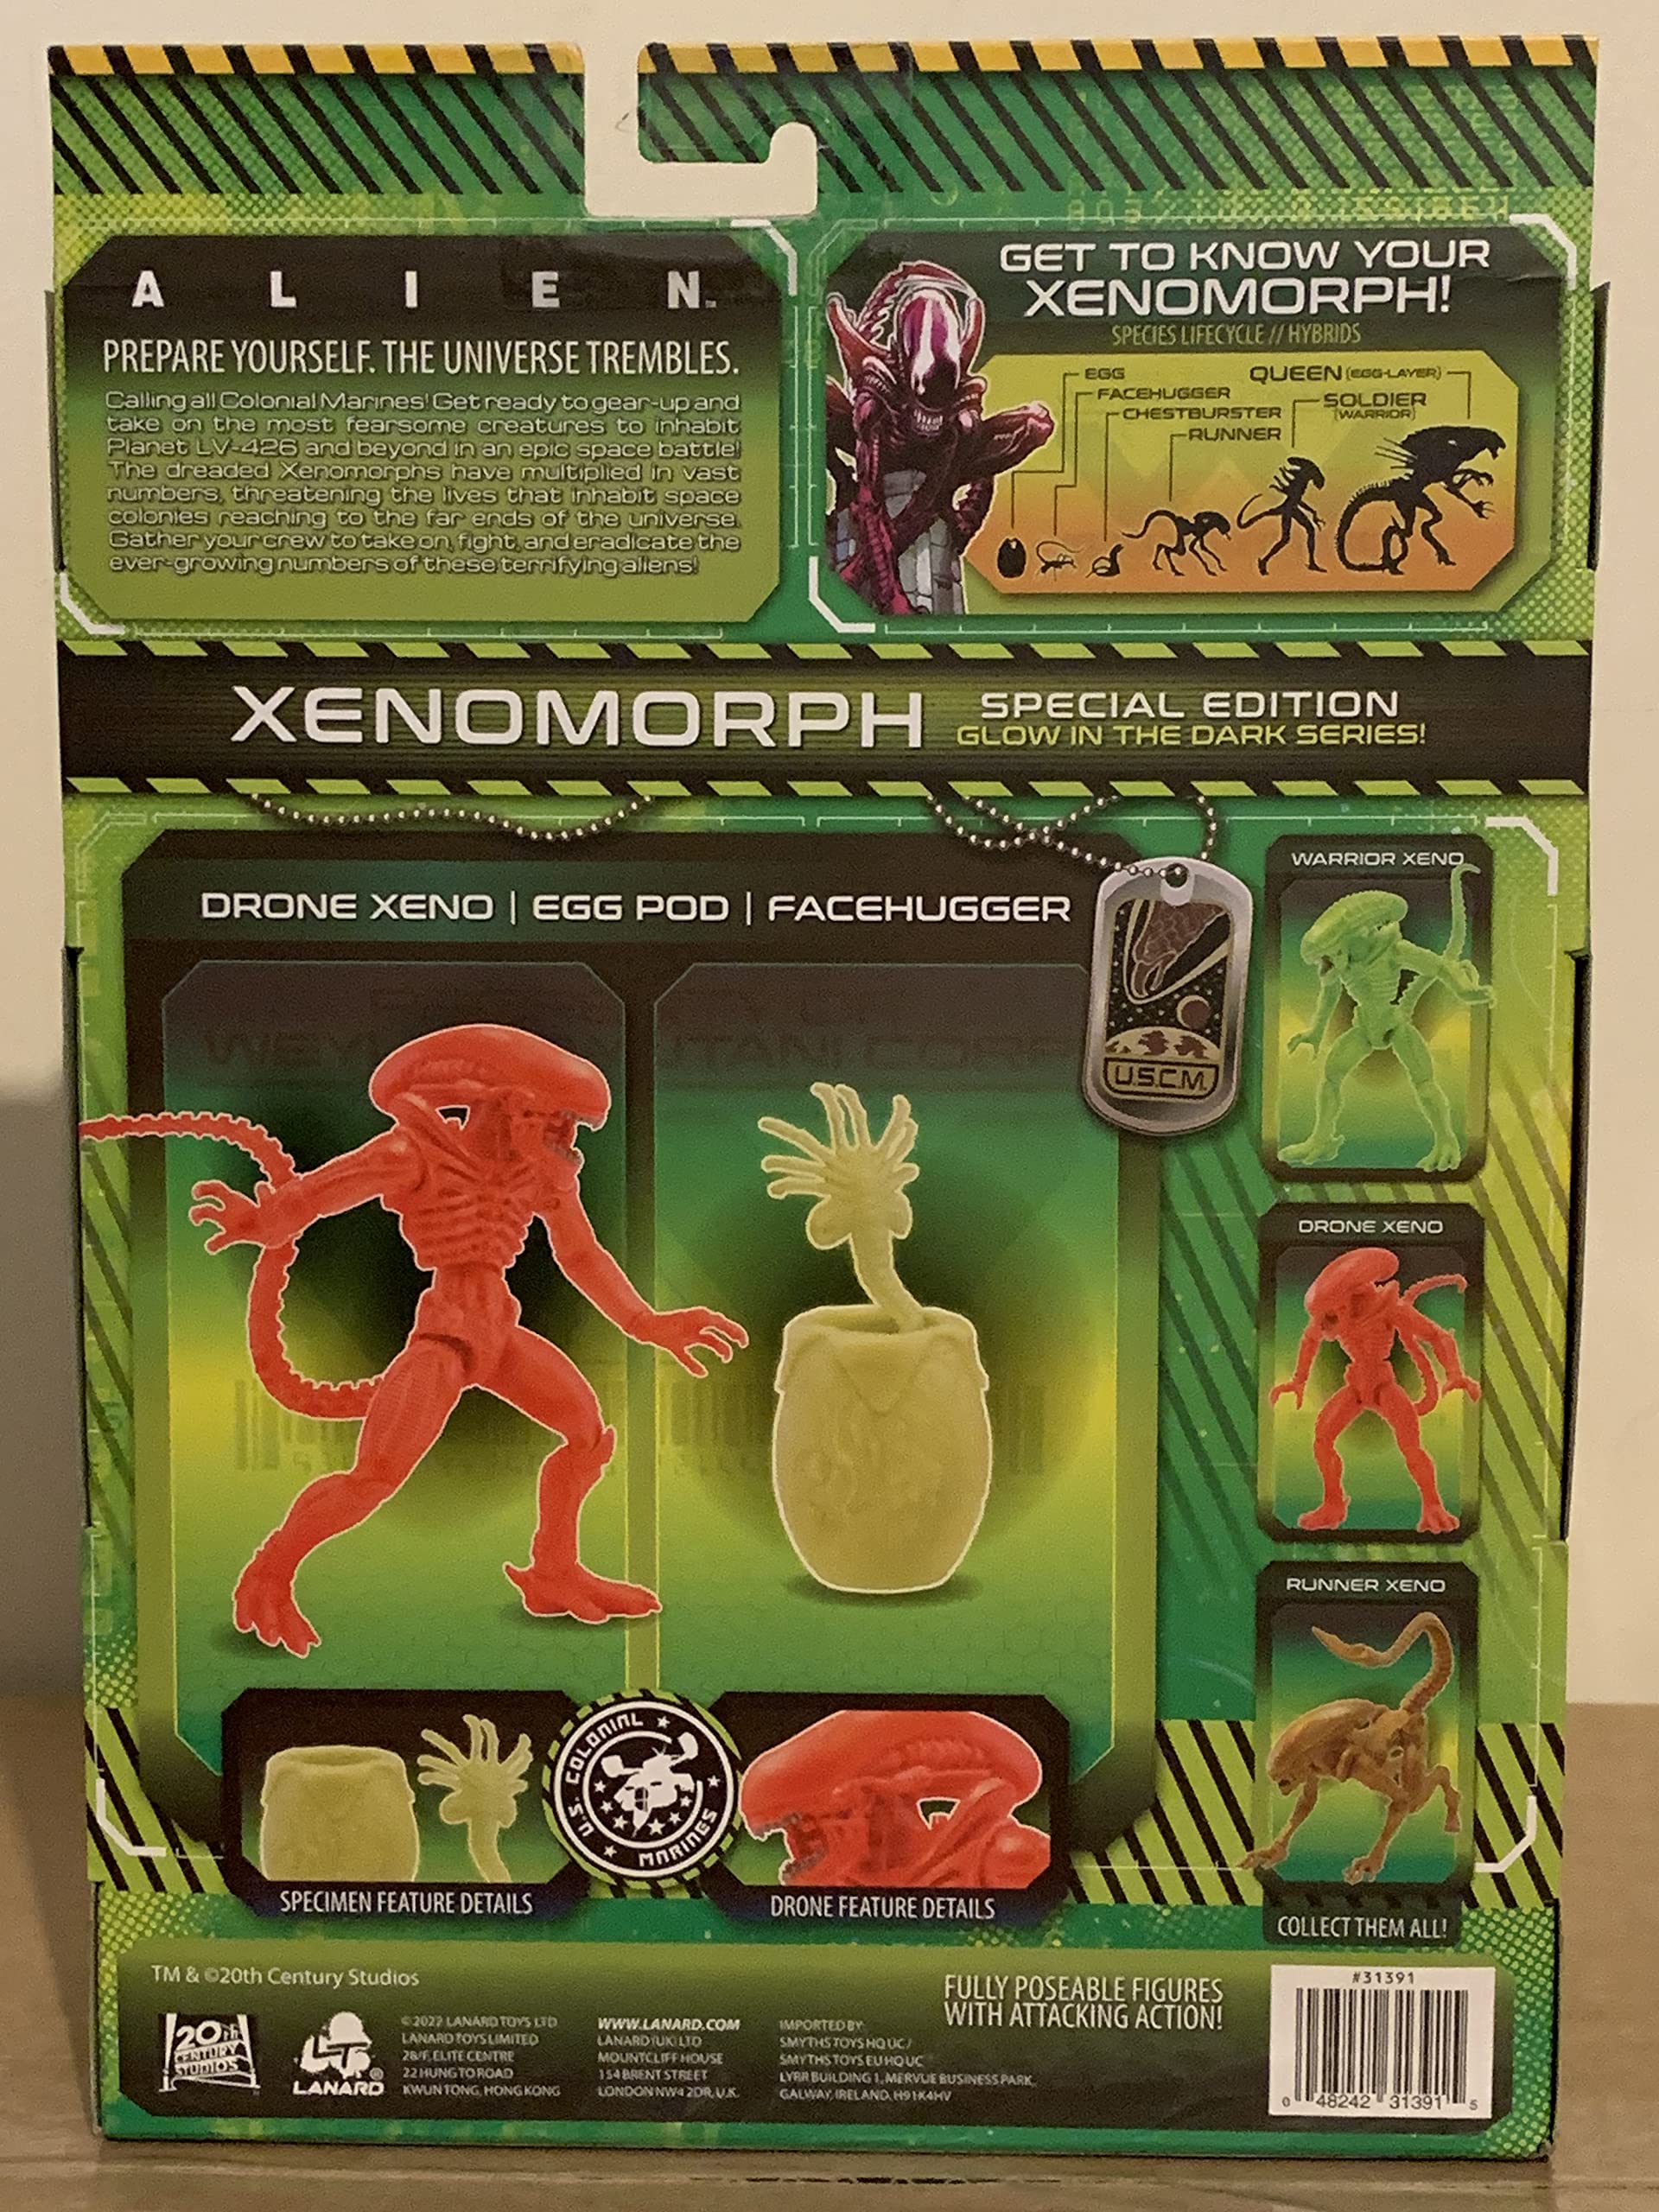 ALIEN™
PREPARE YOURSELF. THE UNIVERSE TREMBLES.
Calling all Colonial Marines! Get ready to gear-up and
take on the most fearsome creatures to inhabit
Planet LV-426 and beyond in an epic space battle!
The dreaded Xenomorphs have multiplied in vast
numbers, threatening the lives that inhabit space
colonies reaching to the far ends of the universe.
Gather your crew to take on, fight, and eradicate the
ever-growing numbers of these terrifying aliens!
GET TO KNOW YOUR
XENOMORPH!
SPECIES LIFECYCLE // HYBRIDS
EGG
FACEHUGGER
CHESTBURSTER
RUNNER
QUEEN (EGG-LAYER)
SOLDIER
(WARRIOR)
XENOMORPH
SPECIAL EDITION
GLOW IN THE DARK SERIES!
DRONE XENO | EGG POD | FACEHUGGER
U.S.C.M.
WARRIOR XENO
DRONE XENO
RUNNER XENO
COLLECT THEM ALL!
SPECIMEN FEATURE DETAILS
U.S. COLONIAL MARINES
DRONE FEATURE DETAILS
TM & ©20th Century Studios
20th
CENTURY
STUDIOS
LANARD®
©2022 LANARD TOYS LTD
LANARD TOYS LIMITED
2B/F, ELITE CENTRE
22 HUNG TO ROAD
KWUN TONG, HONG KONG
WWW.LANARD.COM
LANARD (UK) LTD
MOUNTCLIFF HOUSE
154 BRENT STREET
LONDON NW4 2DR, U.K.
IMPORTED BY:
SMYTHS TOYS HQ UC/
SMYTHS TOYS EU HQ UC
LYRR BUILDING 1, MERVUE BUSINESS PARK,
GALWAY, IRELAND, H91K4HV
FULLY POSEABLE FIGURES
WITH ATTACKING ACTION!
#31391
0 48242 31391 5